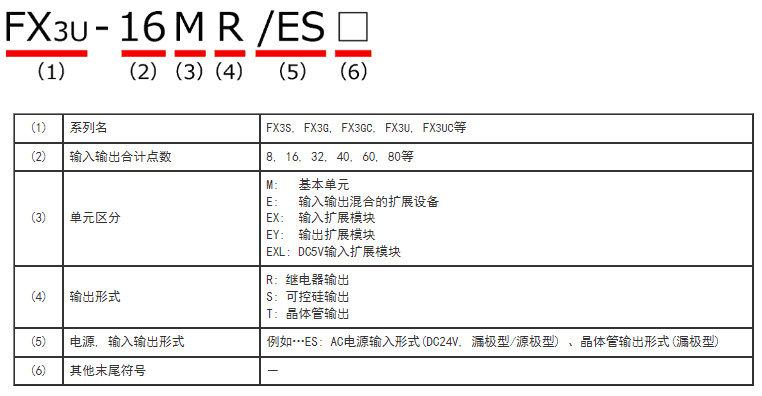 FX3U-16MR/ES□
(1) (2) (3) (4) (5) (6)
(1) 系列名 FX3S, FX3G, FX3GC, FX3U, FX3UC等
(2) 输入输出合计点数 8, 16, 32, 40, 60, 80等
(3) 单元区分
M: 基本单元
E: 输入输出混合的扩展设备
EX: 输入扩展模块
EY: 输出扩展模块
EXL: DC5V输入扩展模块
(4) 输出形式
R: 继电器输出
S: 可控硅输出
T: 晶体管输出
(5) 电源, 输入输出形式 例如…ES: AC电源输入形式(DC24V, 漏极型/源极型) 、晶体管输出形式(漏极型)
(6) 其他末尾符号 —